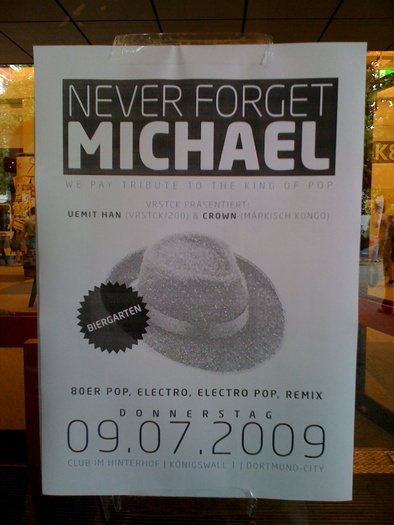 NEVER FORGET
MICHAEL
WE PAY TRIBUTE TO THE KING OF POP
VRSTCK PRÄSENTIERT:
UEMIT HAN (VRSTCK/200) & CROWN (MÄRKISCH KONGO)
BIERGARTEN
80ER POP, ELECTRO, ELECTRO POP, REMIX
DONNERSTAG
09.07.2009
CLUB IM HINTERHOF | KÖNIGSWALL 1 | DORTMUND-CITY